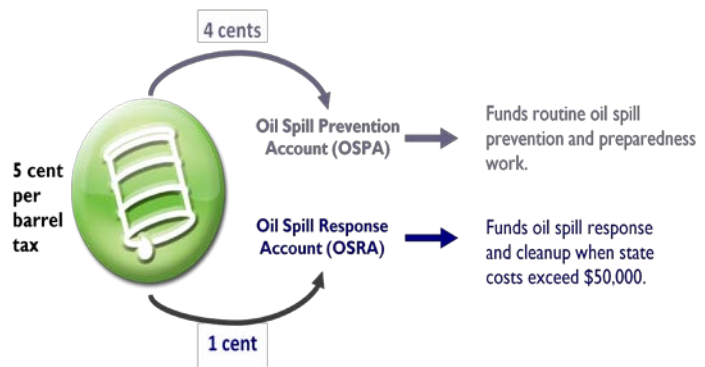 4 cents
5 cent
per
barrel
tax
Oil Spill Prevention
Account (OSPA)
Funds routine oil spill
prevention and preparedness
work.
Oil Spill Response
Account (OSRA)
Funds oil spill response
and cleanup when state
costs exceed $50,000.
1 cent